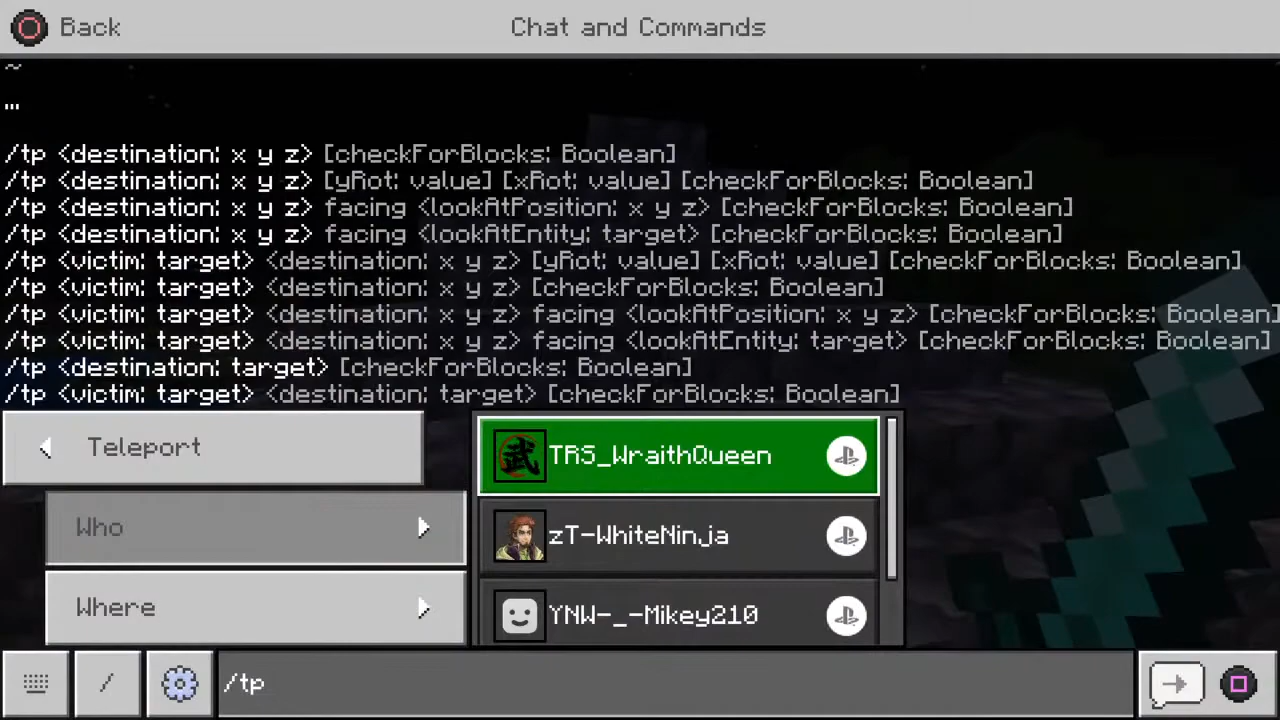 Back
Chat and Commands
~
...
/tp <destination: x y z> [checkForBlocks: Boolean]
/tp <destination: x y z> [yRot: value] [xRot: value] [checkForBlocks: Boolean]
/tp <destination: x y z> facing <lookAtPosition: x y z> [checkForBlocks: Boolean]
/tp <destination: x y z> facing <lookAtEntity: target> [checkForBlocks: Boolean]
/tp <victim: target> <destination: x y z> [yRot: value] [xRot: value] [checkForBlocks: Boolean]
/tp <victim: target> <destination: x y z> [checkForBlocks: Boolean]
/tp <victim: target> <destination: x y z> facing <lookAtPosition: x y z> [checkForBlocks: Boolean]
/tp <victim: target> <destination: x y z> facing <lookAtEntity: target> [checkForBlocks: Boolean]
/tp <destination: target> [checkForBlocks: Boolean]
/tp <victim: target> <destination: target> [checkForBlocks: Boolean]
Teleport
Who
Where
武
TRS_WraithQueen
zT-WhiteNinja
YNW-_-Mikey210
/
/tp